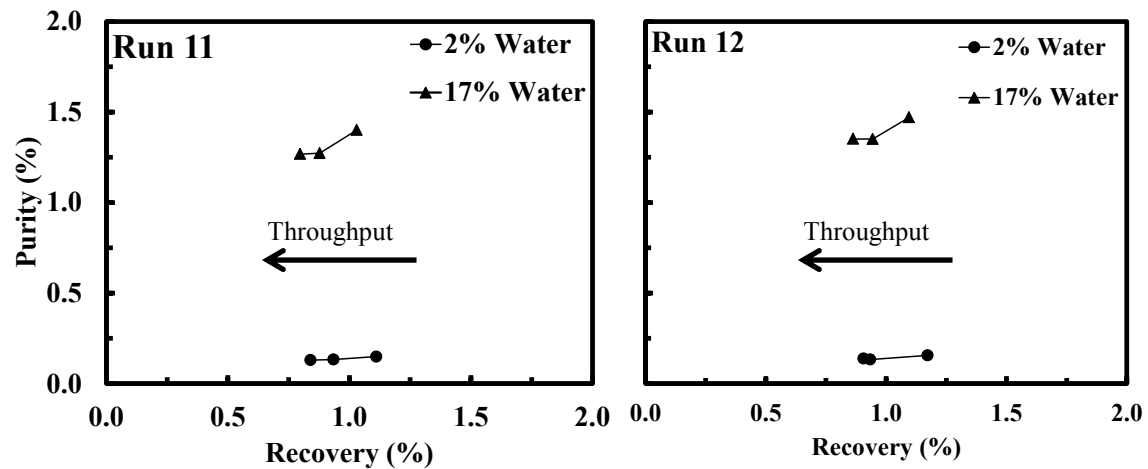 Run 11
2% Water
17% Water
Purity (%)
2.0
1.5
1.0
0.5
0.0
Throughput
0.0 0.5 1.0 1.5 2.0
Recovery (%)
Run 12
2% Water
17% Water
Throughput
0.0 0.5 1.0 1.5 2.0
Recovery (%)